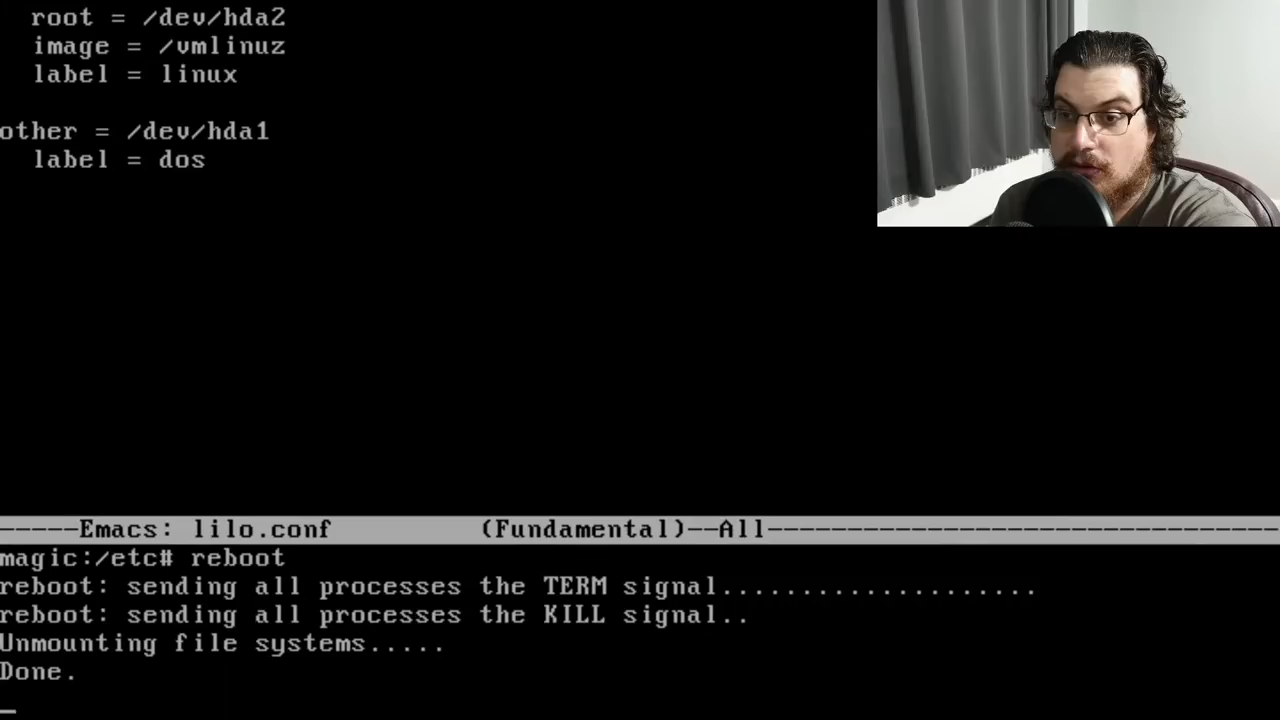 root = /dev/hda2
image = /vmlinuz
label = linux
other = /dev/hda1
label = dos
-----Emacs: lilo.conf (Fundamental)--All---------------------------------
magic:/etc# reboot
reboot: sending all processes the TERM signal....................
reboot: sending all processes the KILL signal..
Unmounting file systems.....
Done.